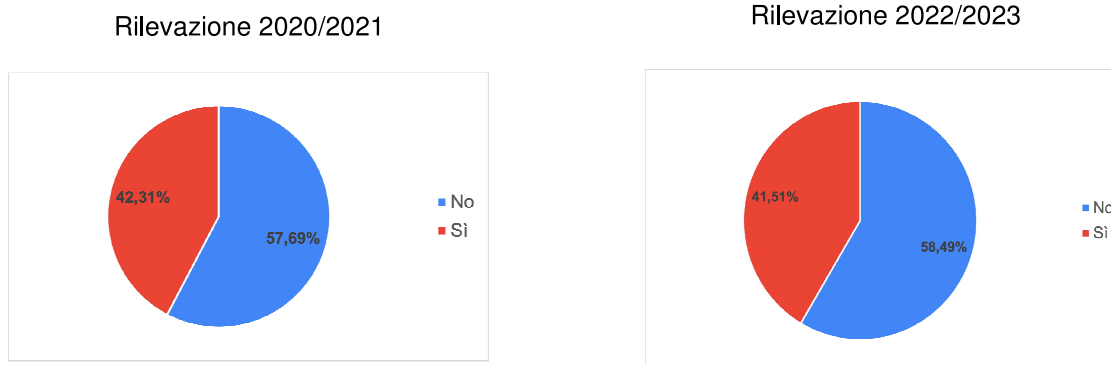 Rilevazione 2020/2021
42,31%
57,69%
No
Sì
Rilevazione 2022/2023
41,51%
58,49%
No
Sì